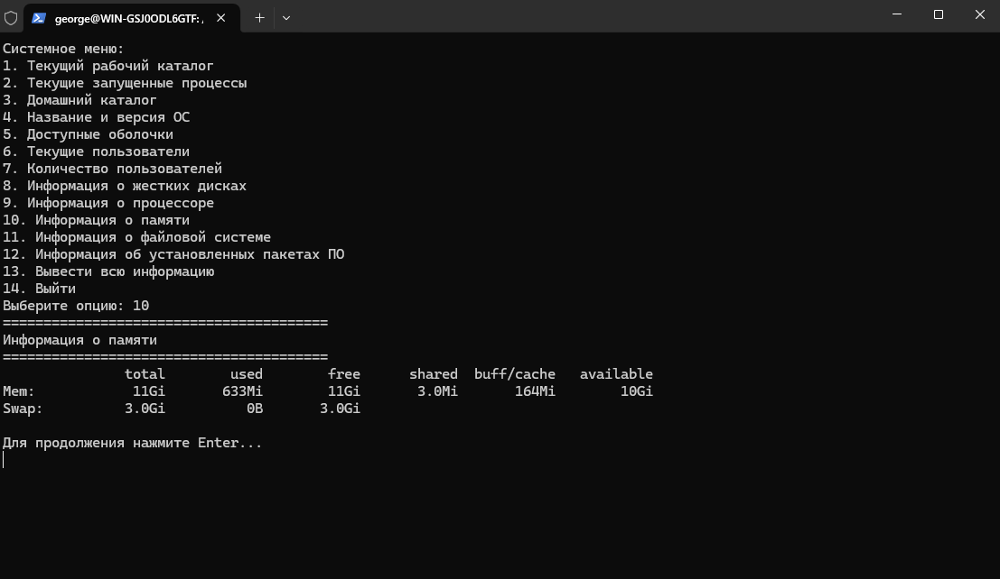 george@WIN-GSJ0ODL6GTF: /
Системное меню:
1. Текущий рабочий каталог
2. Текущие запущенные процессы
3. Домашний каталог
4. Название и версия ОС
5. Доступные оболочки
6. Текущие пользователи
7. Количество пользователей
8. Информация о жестких дисках
9. Информация о процессоре
10. Информация о памяти
11. Информация о файловой системе
12. Информация об установленных пакетах ПО
13. Вывести всю информацию
14. Выйти
Выберите опцию: 10
========================================
Информация о памяти
========================================
               total        used        free      shared  buff/cache   available
Mem:            11Gi       633Mi        11Gi       3.0Mi       164Mi        10Gi
Swap:          3.0Gi          0B       3.0Gi
Для продолжения нажмите Enter...